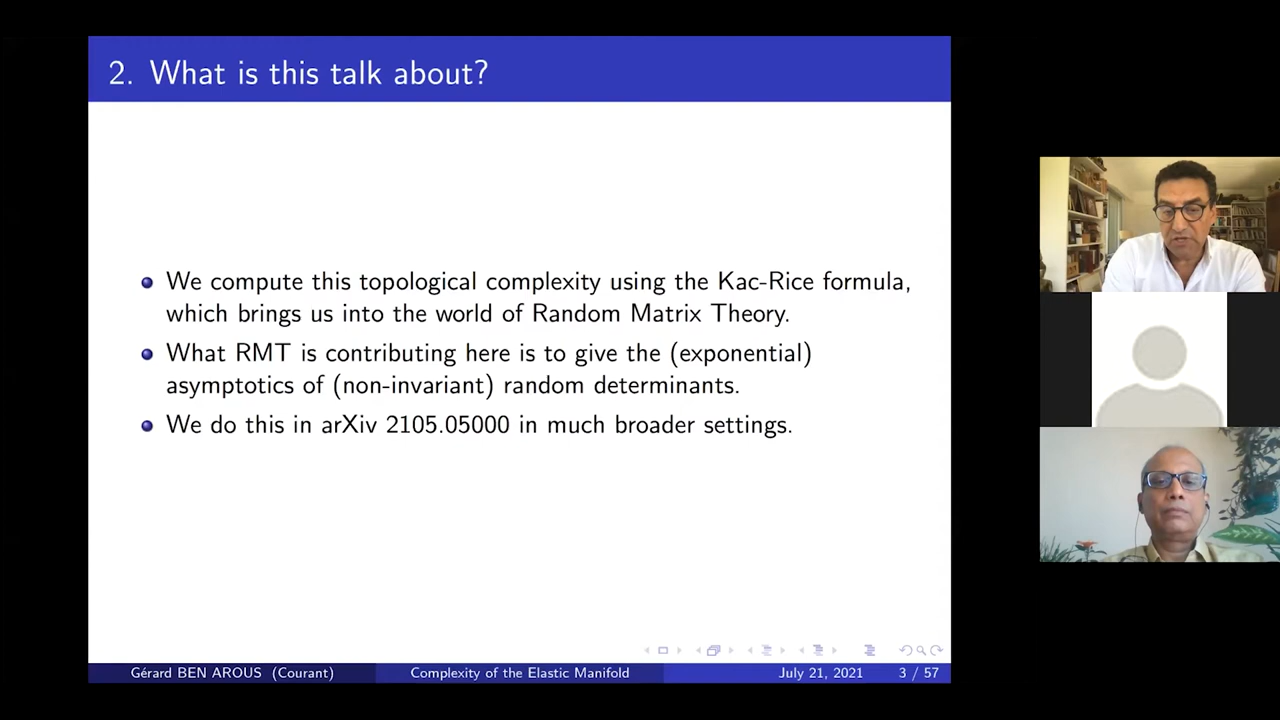 2. What is this talk about?
We compute this topological complexity using the Kac-Rice formula,
which brings us into the world of Random Matrix Theory.
What RMT is contributing here is to give the (exponential)
asymptotics of (non-invariant) random determinants.
We do this in arXiv 2105.05000 in much broader settings.
Gérard BEN AROUS (Courant) Complexity of the Elastic Manifold July 21, 2021 3 / 57